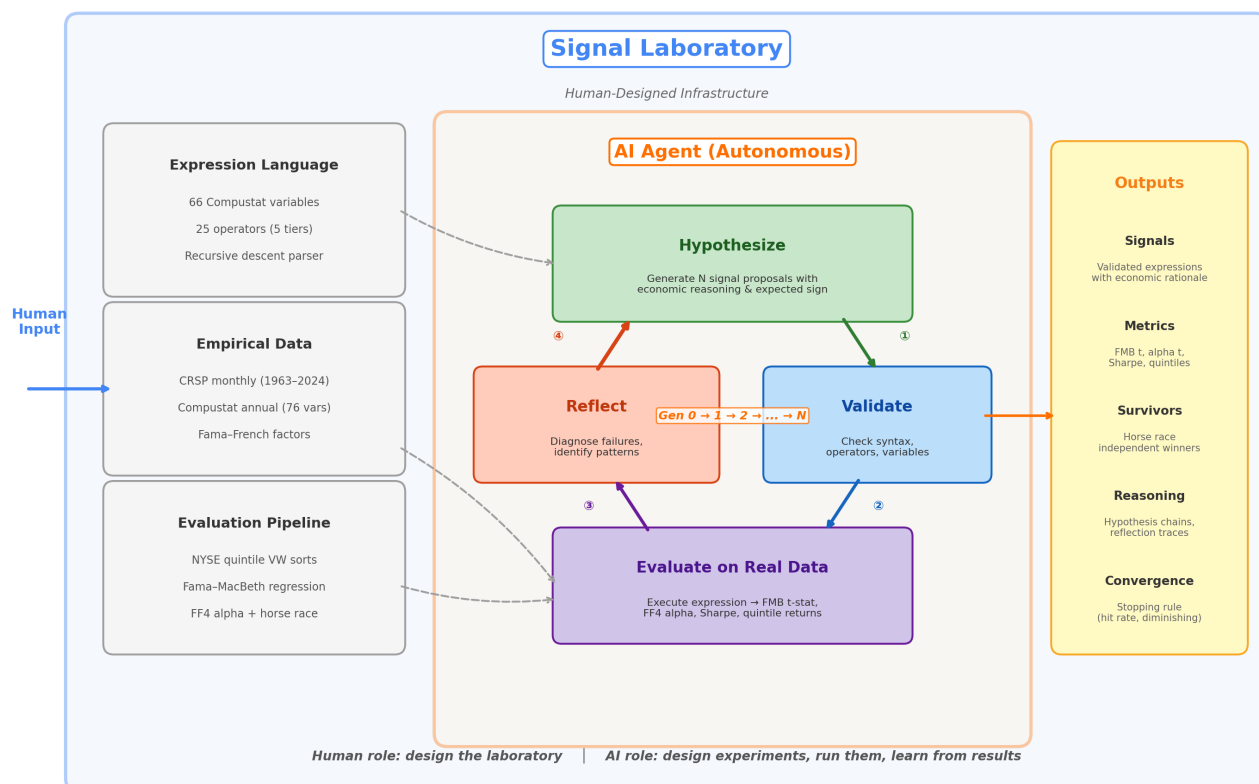 Signal Laboratory
Human-Designed Infrastructure
Human
Input
Expression Language
66 Compustat variables
25 operators (5 tiers)
Recursive descent parser
Empirical Data
CRSP monthly (1963–2024)
Compustat annual (76 vars)
Fama–French factors
Evaluation Pipeline
NYSE quintile VW sorts
Fama–MacBeth regression
FF4 alpha + horse race
AI Agent (Autonomous)
Hypothesize
Generate N signal proposals with
economic reasoning & expected sign
④
①
Reflect
Diagnose failures,
identify patterns
Gen 0 → 1 → 2 → ... → N
Validate
Check syntax,
operators, variables
③
②
Evaluate on Real Data
Execute expression → FMB t-stat,
FF4 alpha, Sharpe, quintile returns
Outputs
Signals
Validated expressions
with economic rationale
Metrics
FMB t, alpha t,
Sharpe, quintiles
Survivors
Horse race
independent winners
Reasoning
Hypothesis chains,
reflection traces
Convergence
Stopping rule
(hit rate, diminishing)
Human role: design the laboratory | AI role: design experiments, run them, learn from results